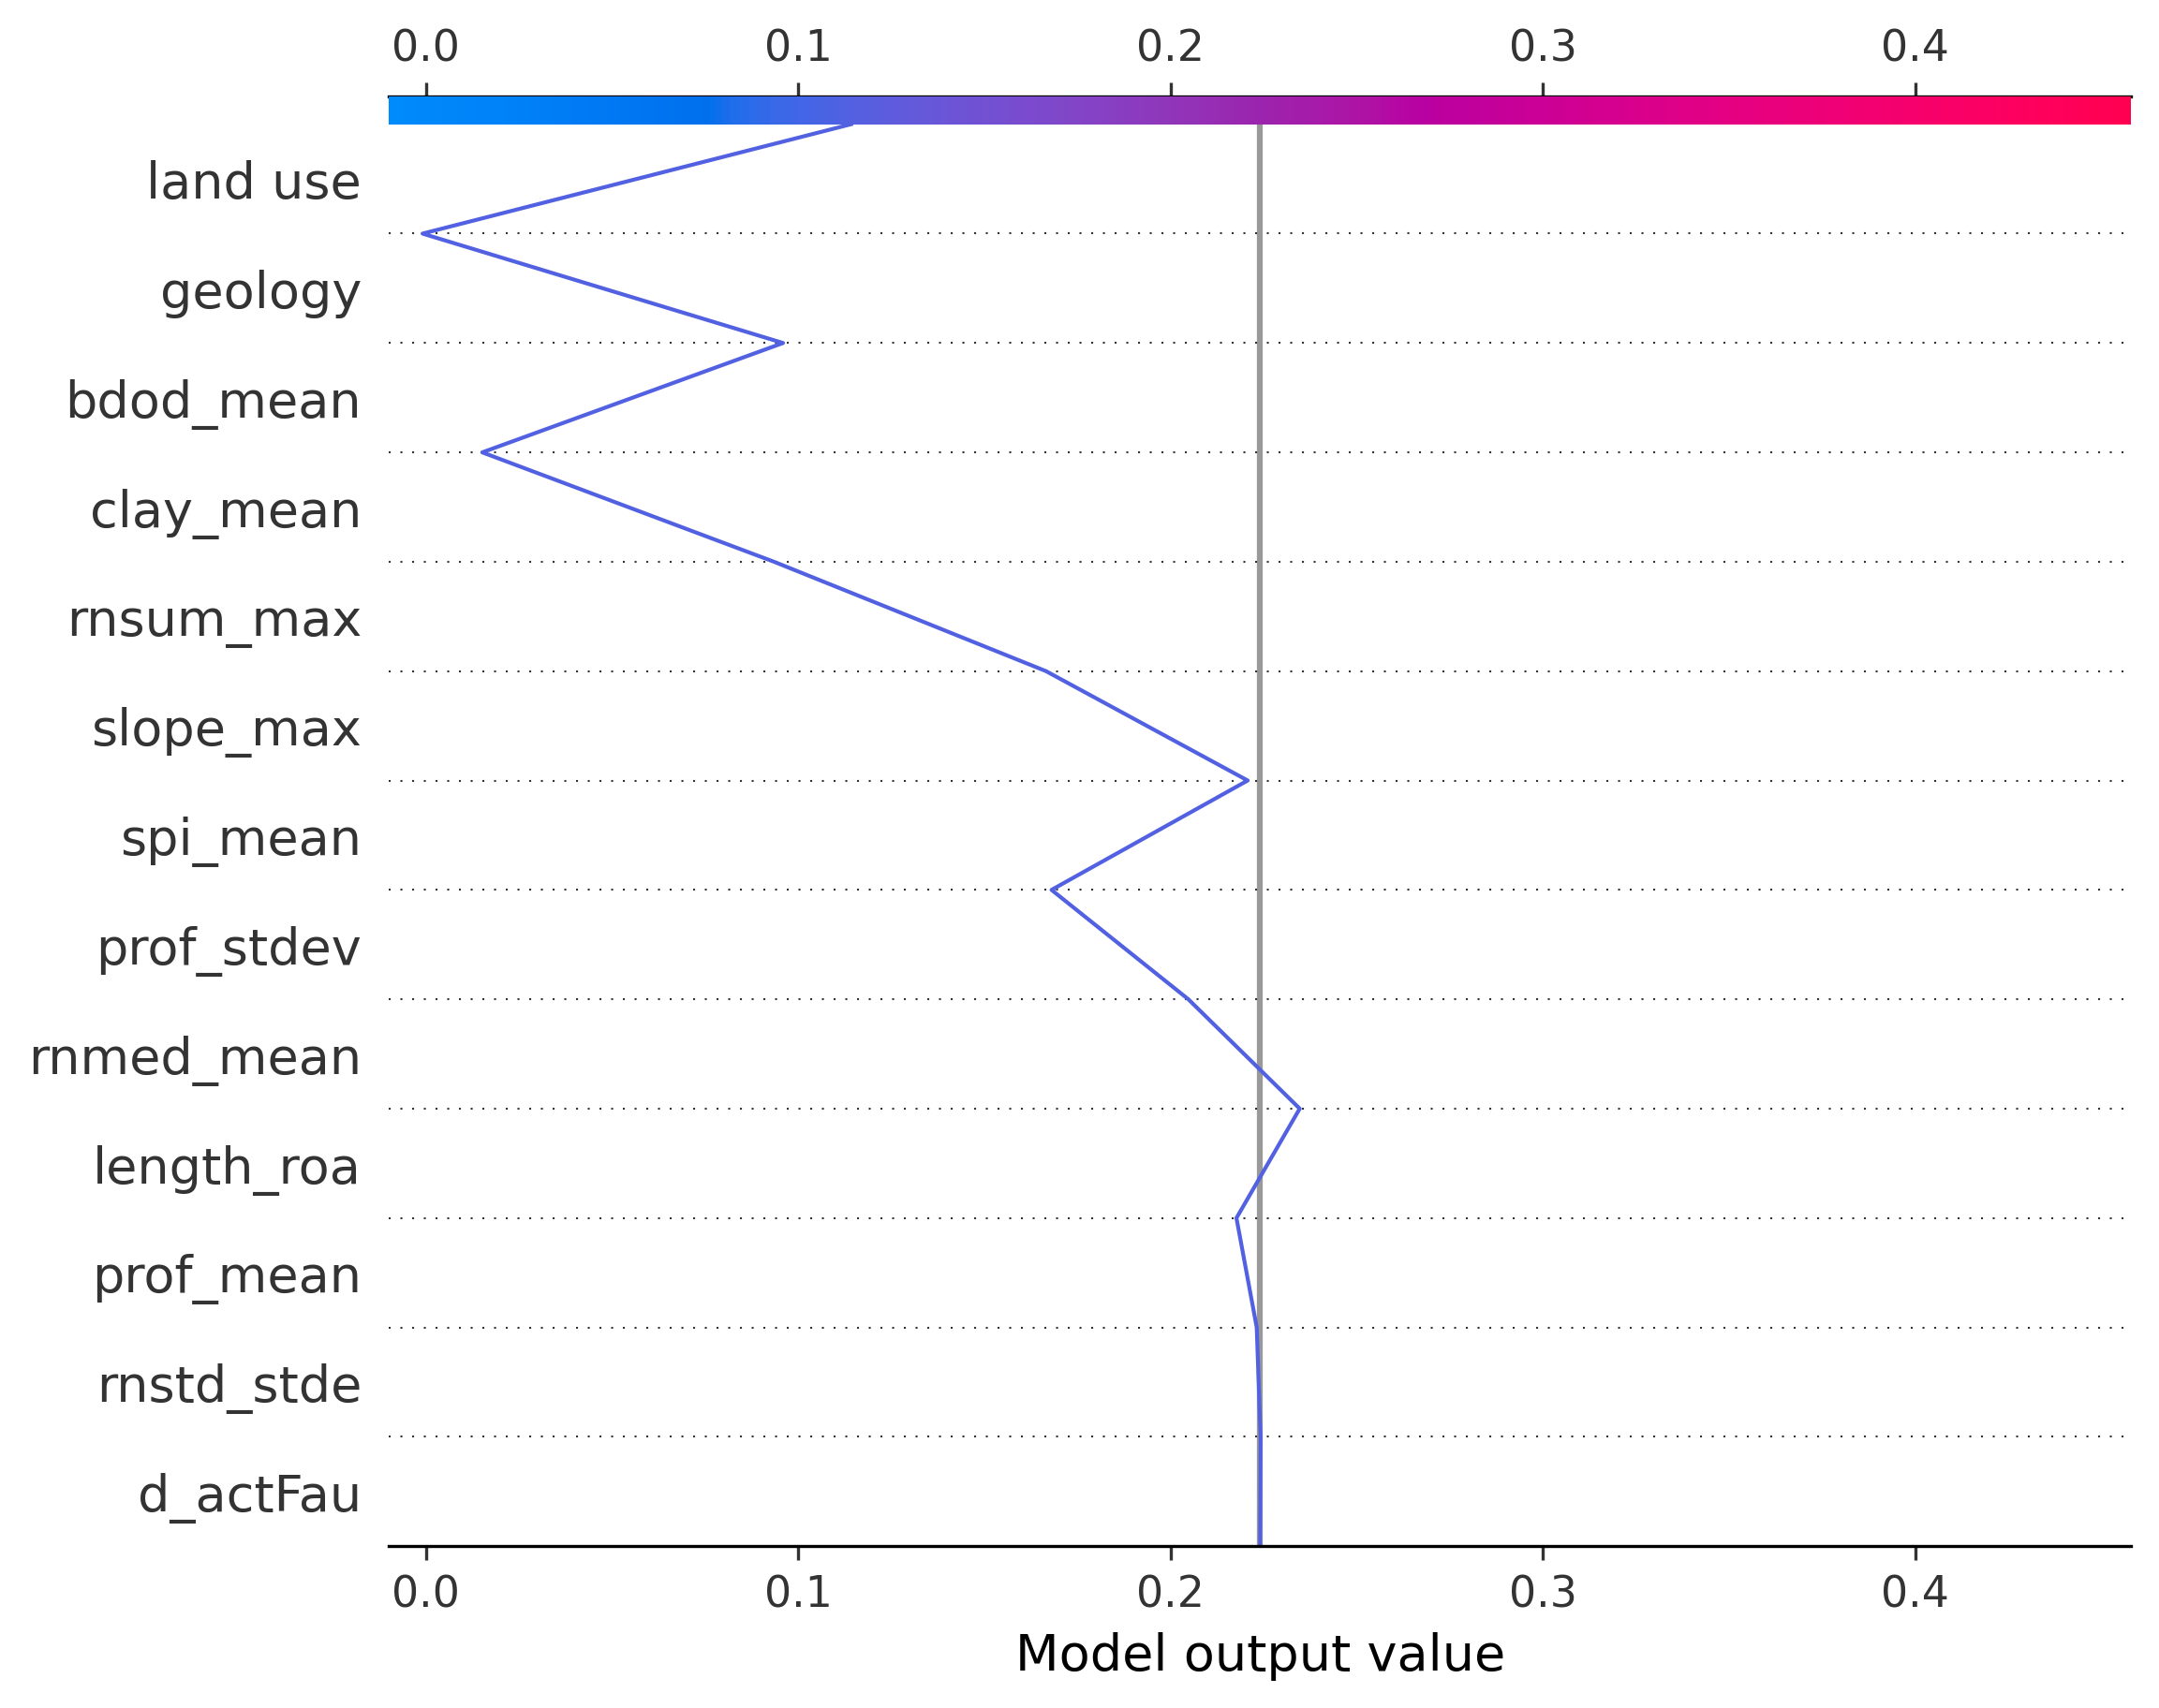 0.0 0.1 0.2 0.3 0.4
land use
geology
bdod_mean
clay_mean
rnsum_max
slope_max
spi_mean
prof_stdev
rnmed_mean
length_roa
prof_mean
rnstd_stde
d_actFau
0.0 0.1 0.2 0.3 0.4
Model output value